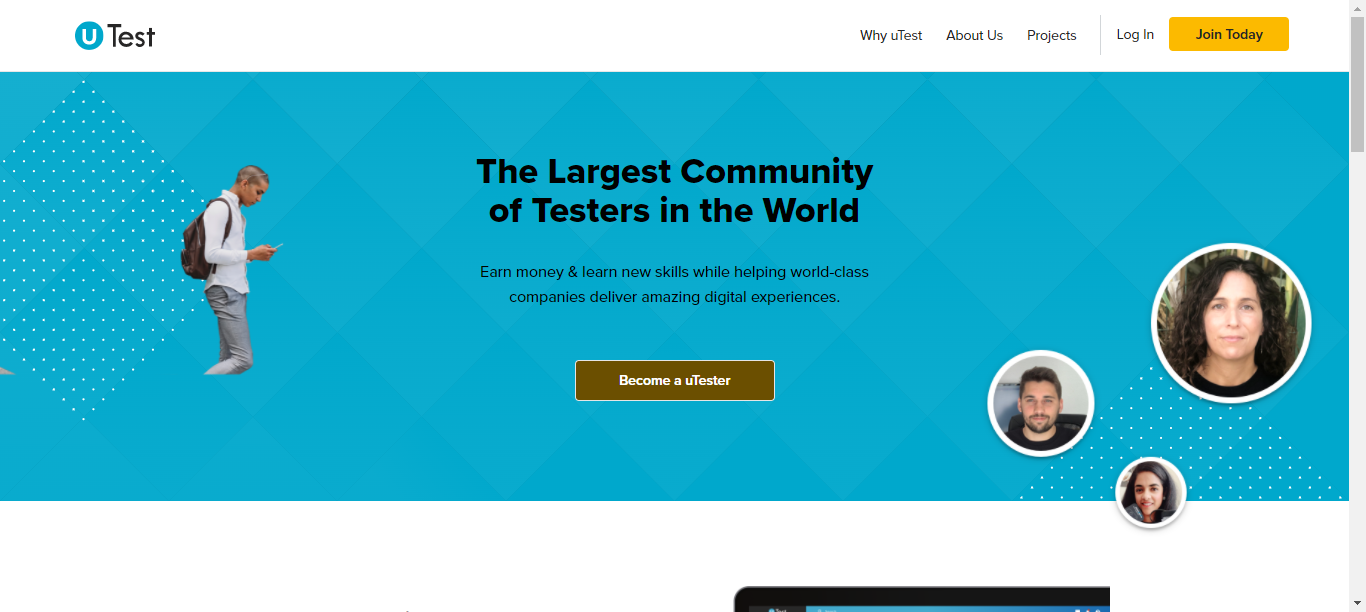 u Test
Why uTest
About Us
Projects
Log In
Join Today
The Largest Community
of Testers in the World
Earn money & learn new skills while helping world-class
companies deliver amazing digital experiences.
Become a uTester